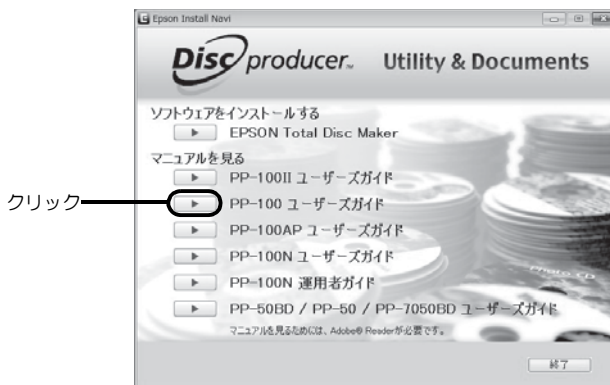 Epson Install Navi
Disc producer™ Utility & Documents
ソフトウェアをインストールする
EPSON Total Disc Maker
マニュアルを見る
PP-100II ユーザーズガイド
クリック
PP-100 ユーザーズガイド
PP-100AP ユーザーズガイド
PP-100N ユーザーズガイド
PP-100N 運用者ガイド
PHOTO CD
PP-50BD / PP-50 / PP-7050BD ユーザーズガイド
マニュアルを見るためには、Adobe® Readerが必要です。
終了